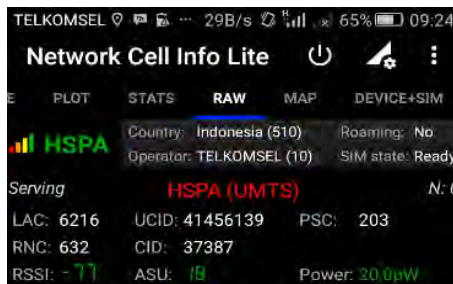 TELKOMSEL ... 29B/s H 65% 09:24
Network Cell Info Lite
E PLOT STATS RAW MAP DEVICE+SIM
HSPA
Country: Indonesia (510) Roaming: No
Operator: TELKOMSEL (10) SIM state: Ready
Serving HSPA (UMTS) N:
LAC: 6216 UCID: 41456139 PSC: 203
RNC: 632 CID: 37387
RSSI: -77 ASU: 18 Power: 20,0pW